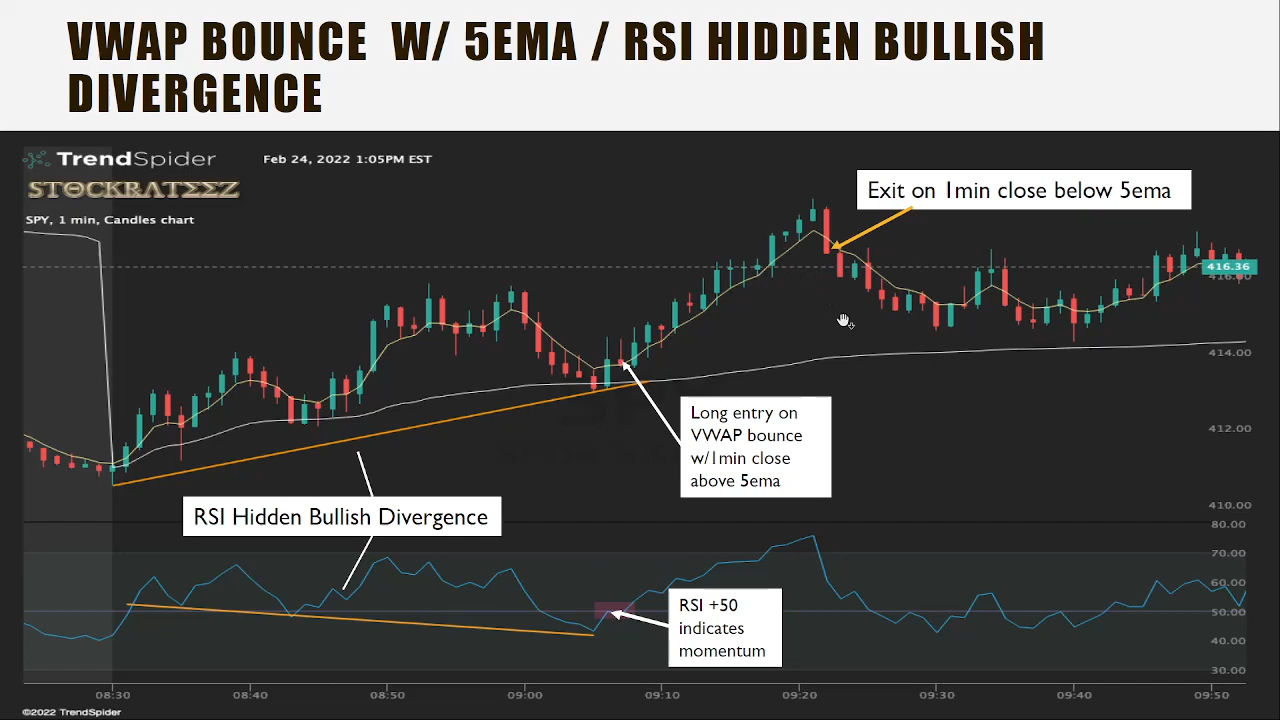 VWAP BOUNCE W/ 5EMA / RSI HIDDEN BULLISH
DIVERGENCE
TrendSpider
Feb 24, 2022 1:05PM EST
STOCKRATEEZ
SPY, 1 min, Candles chart
Exit on 1min close below 5ema
416.36
414.00
412.00
410.00
Long entry on
VWAP bounce
w/1min close
above 5ema
RSI Hidden Bullish Divergence
80.00
70.00
60.00
50.00
40.00
30.00
RSI +50
indicates
momentum
08:30 08:40 08:50 09:00 09:10 09:20 09:30 09:40 09:50
©2022 TrendSpider